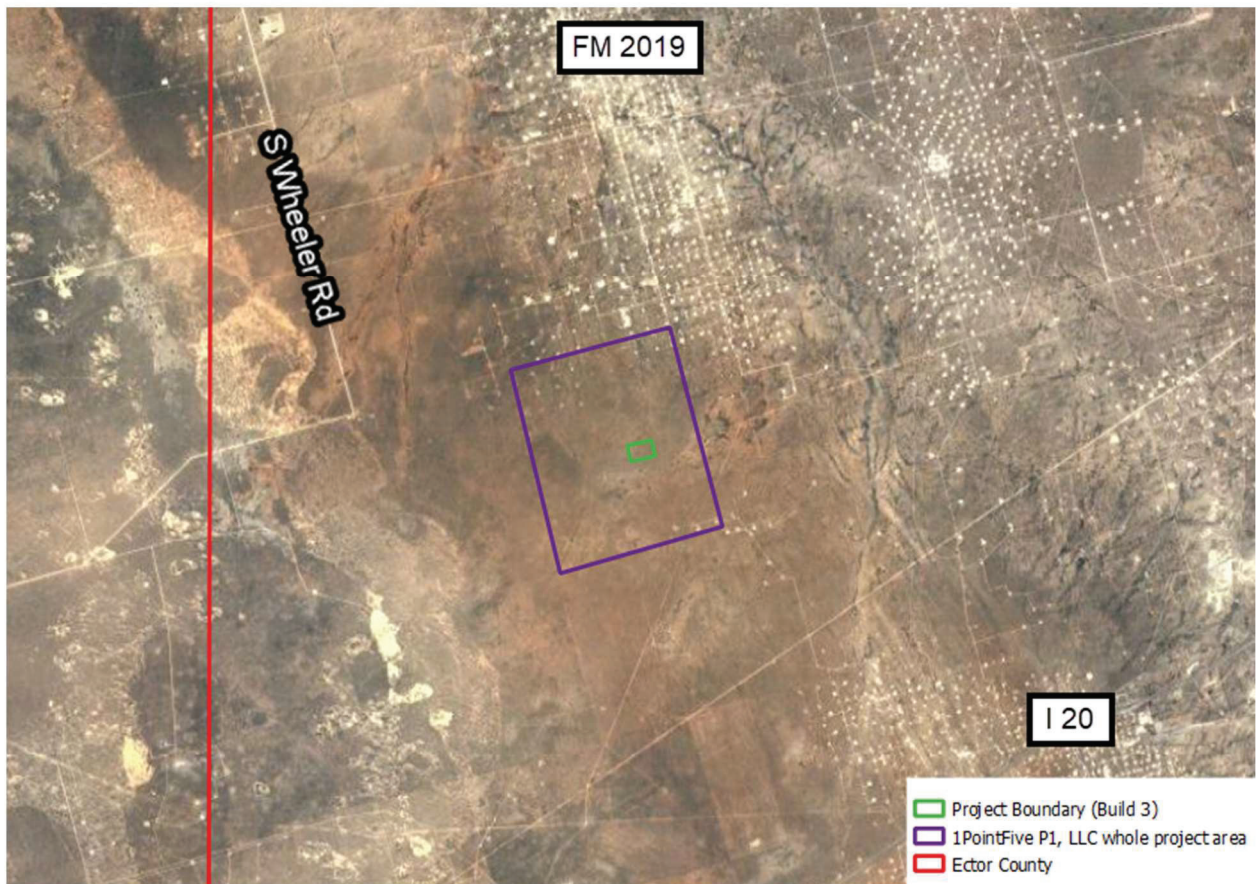 FM 2019
S Wheeler Rd
I 20
Project Boundary (Build 3)
1PointFive P1, LLC whole project area
Ector County